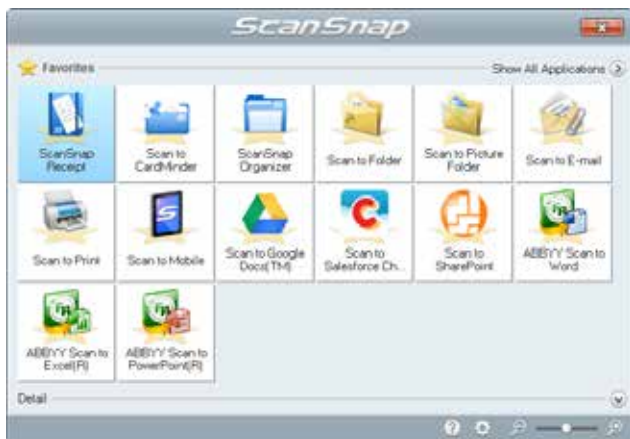 ScanSnap
Favorites
Show All Applications
ScanSnap
Receipt
Scan to
CardMinder
ScanSnap
Organizer
Scan to Folder
Scan to Picture
Folder
Scan to E-mail
Scan to Print
Scan to Mobile
Scan to Google
Docs(TM)
Scan to
Salesforce Ch...
Scan to
SharePoint
ABBYY Scan to
Word
ABBYY Scan to
Excel(R)
ABBYY Scan to
PowerPoint(R)
Detail